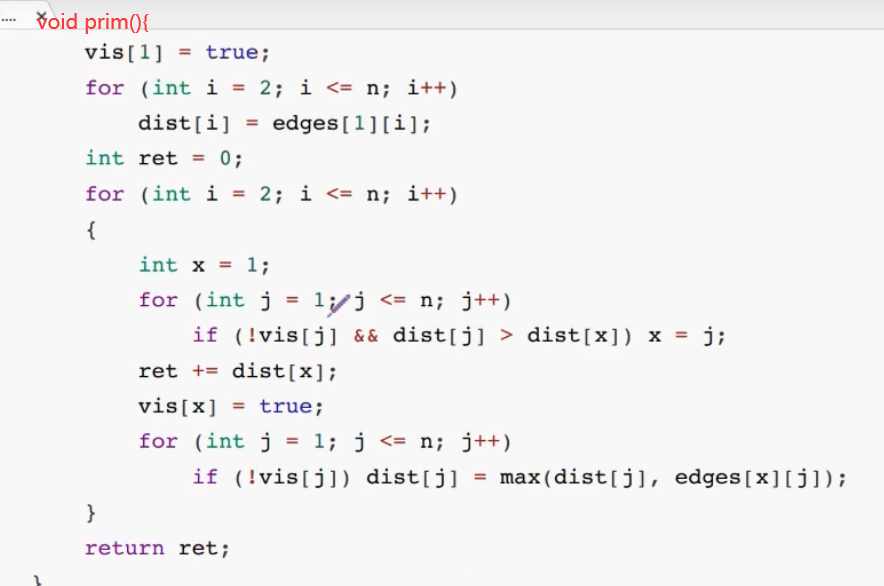 ....
void prim(){
vis[1] = true;
for (int i = 2; i <= n; i++)
dist[i] = edges[1][i];
int ret = 0;
for (int i = 2; i <= n; i++)
{
int x = 1;
for (int j = 1; j <= n; j++)
if (!vis[j] && dist[j] > dist[x]) x = j;
ret += dist[x];
vis[x] = true;
for (int j = 1; j <= n; j++)
if (!vis[j]) dist[j] = max(dist[j], edges[x][j]);
}
return ret;
}